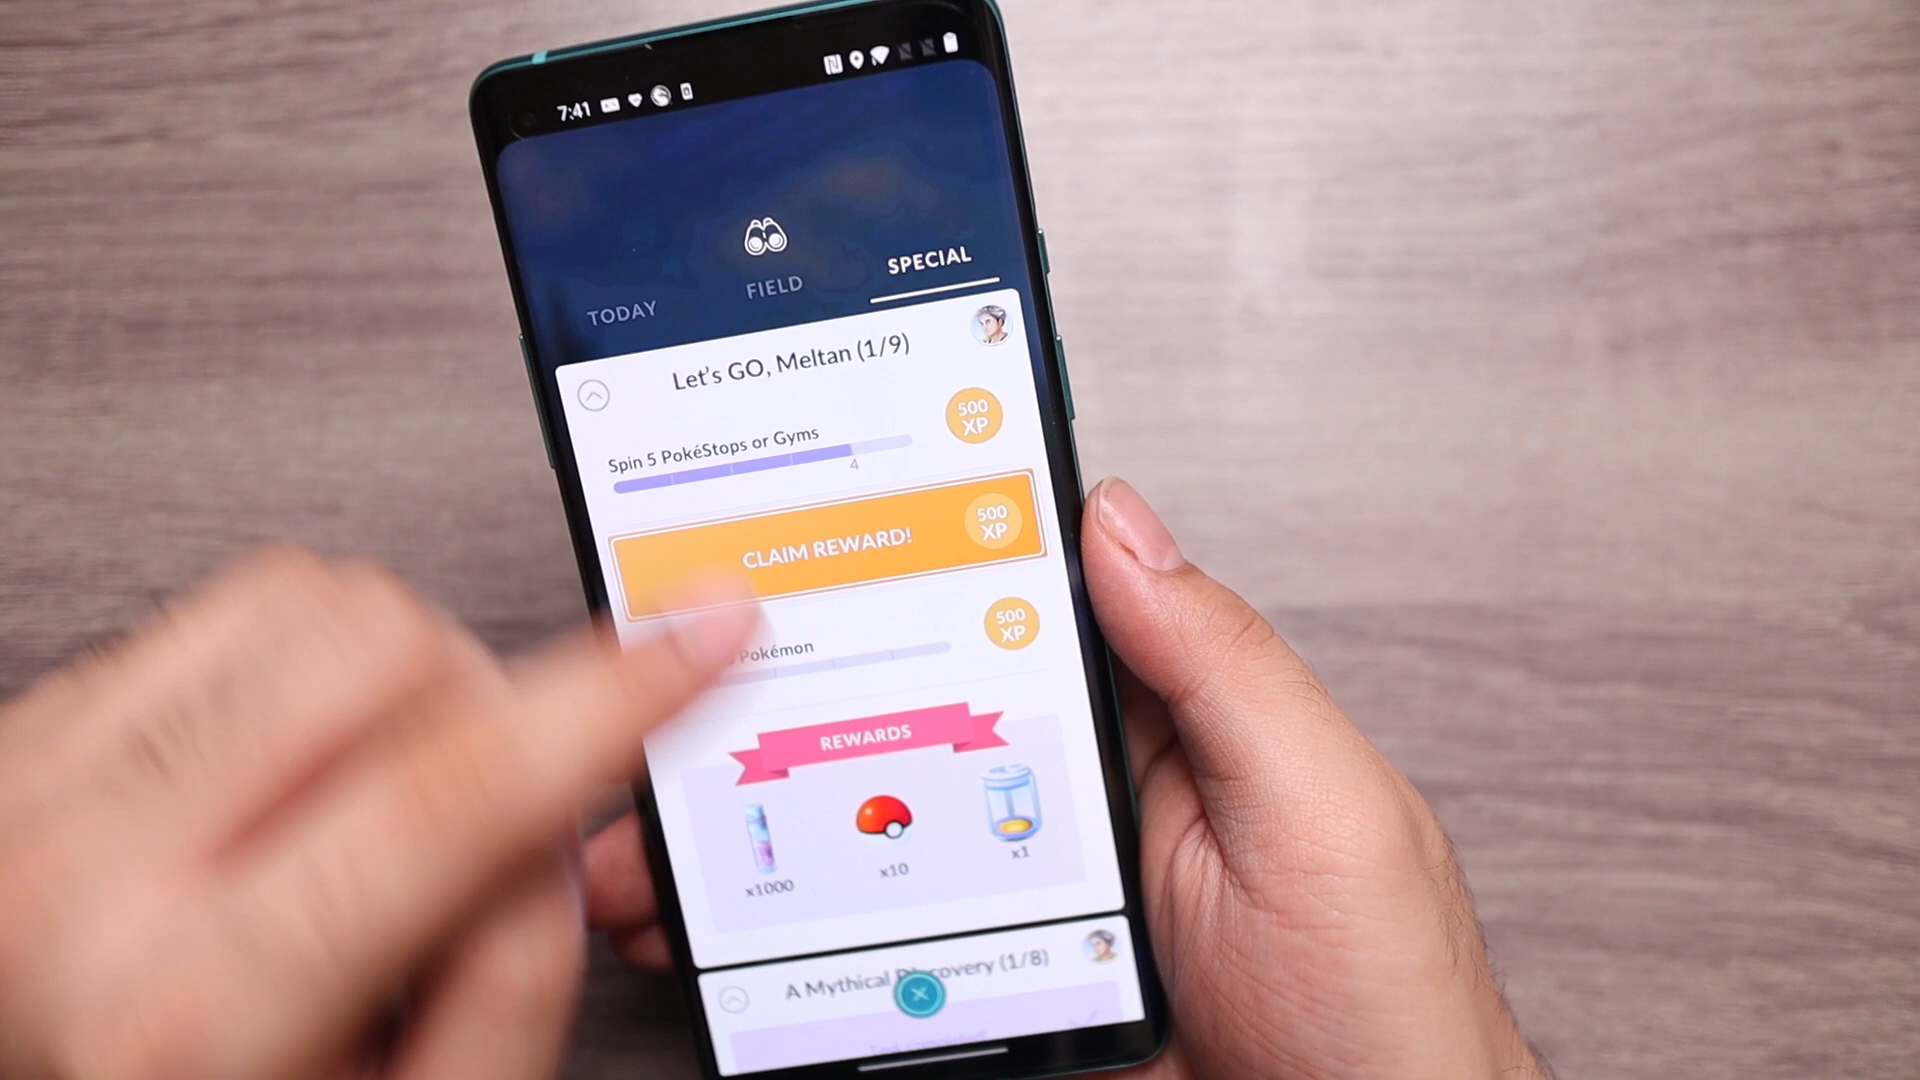 7:41
TODAY
FIELD
SPECIAL
Let's GO, Meltan (1/9)
Spin 5 PokéStops or Gyms
4
500
XP
CLAIM REWARD!
500
XP
Pokémon
500
XP
REWARDS
x1000
x10
x1
A Mythical Discovery (1/8)